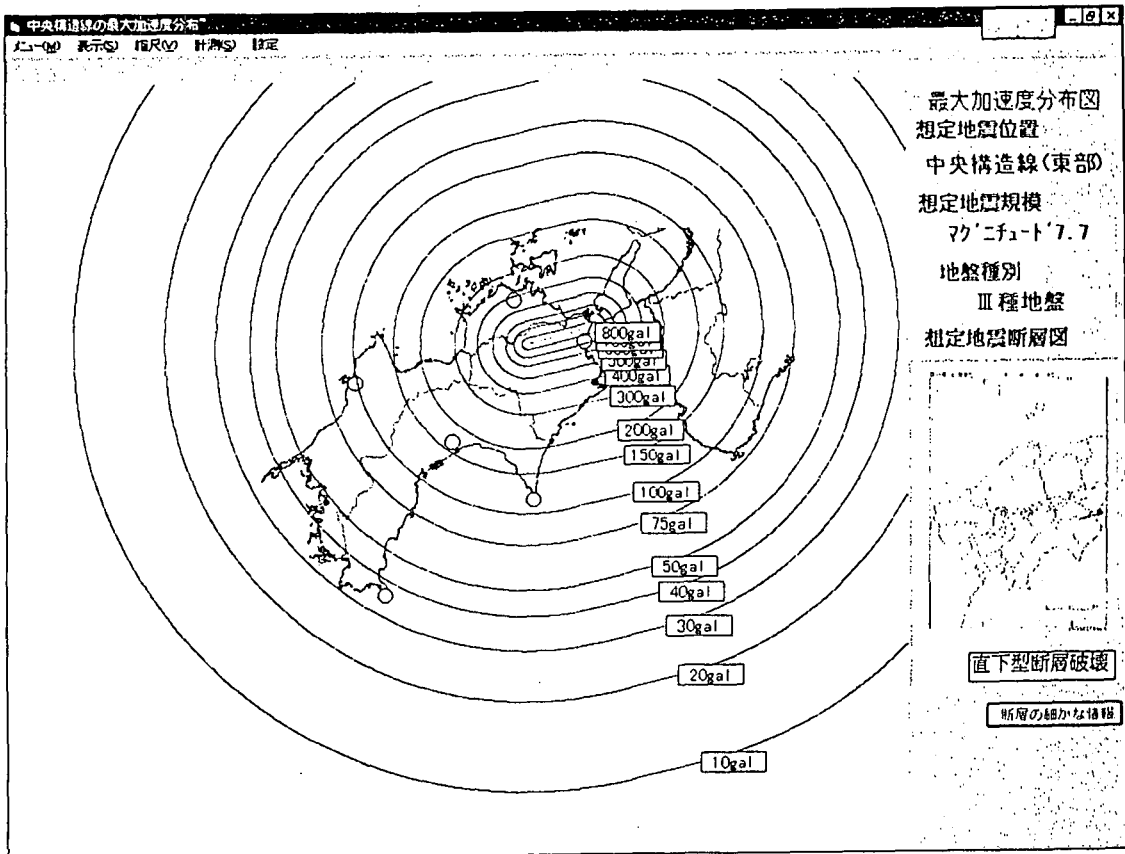 中央構造線の最大加速度分布
メニュー(M) 表示(S) 縮尺(V) 計測(S) 設定
最大加速度分布図
想定地震位置
中央構造線(東部)
想定地震規模
マグニチュード7.7
地盤種別
Ⅲ種地盤
想定地震断層図
800gal
500gal
400gal
300gal
200gal
150gal
100gal
75gal
50gal
40gal
30gal
20gal
10gal
直下型断層破壊
断層の細かな情報